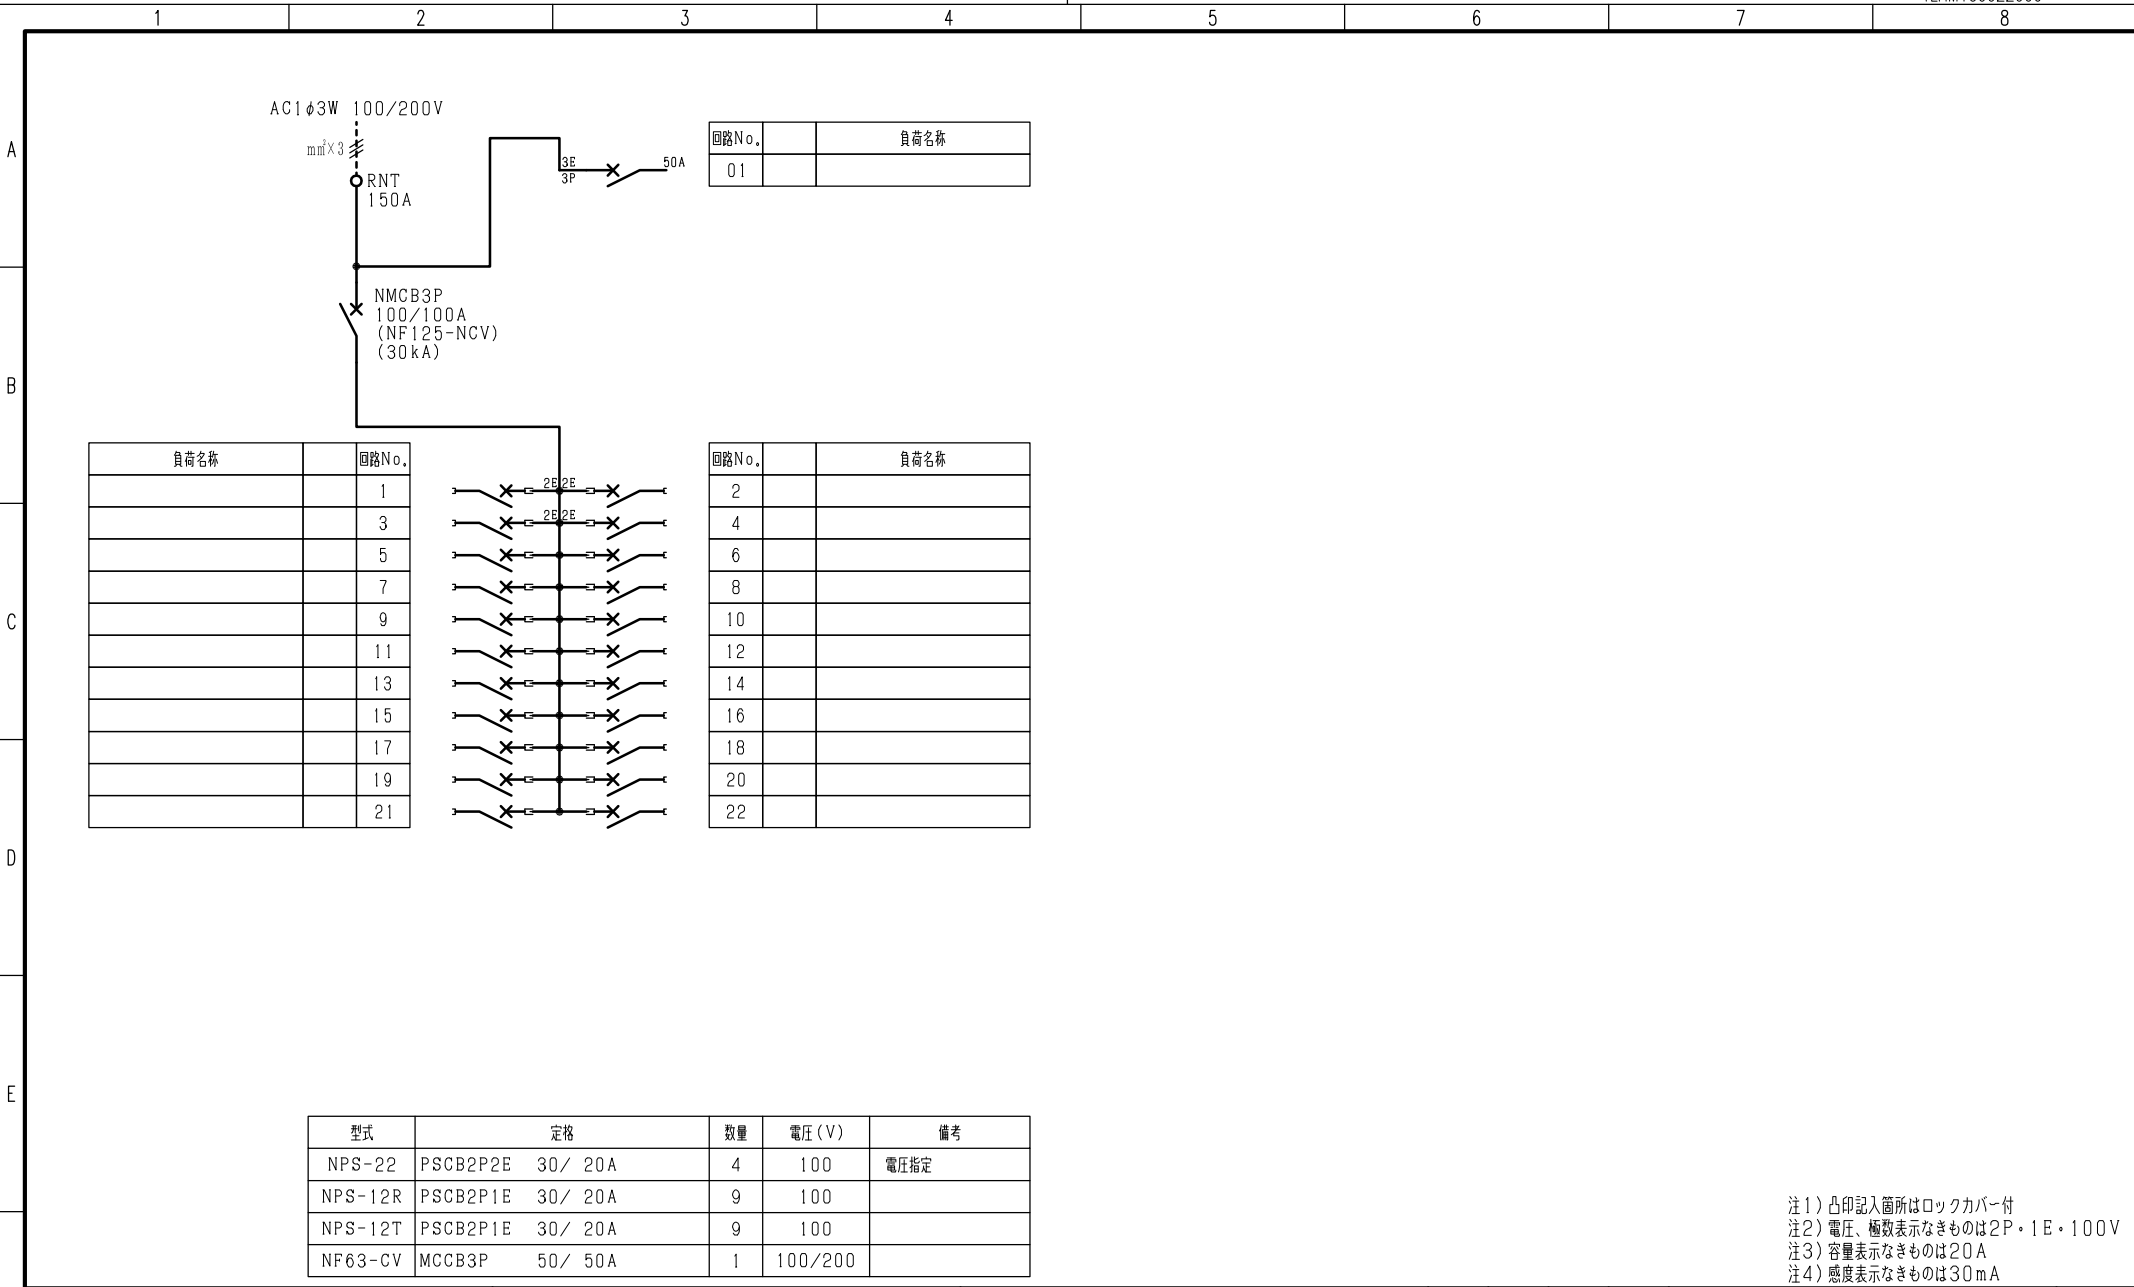 1 2 3 4 5 6 7 8
A
AC1φ3W 100/200V
mm²×3
RNT
150A
3E
3P
50A
回路No. 負荷名称
01
NMCB3P
100/100A
(NF125-NCV)
(30kA)
B
負荷名称 回路No.
1
3
5
7
9
11
13
15
17
19
21
2E 2E
2E 2E
回路No. 負荷名称
2
4
6
8
10
12
14
16
18
20
22
C
D
E
型式 定格 数量 電圧(V) 備考
NPS-22 PSCB2P2E 30/ 20A 4 100 電圧指定
NPS-12R PSCB2P1E 30/ 20A 9 100
NPS-12T PSCB2P1E 30/ 20A 9 100
NF63-CV MCCB3P 50/ 50A 1 100/200
注1)凸印記入箇所はロックカバー付
注2)電圧、極数表示なきものは2P・1E・100V
注3)容量表示なきものは20A
注4)感度表示なきものは30mA